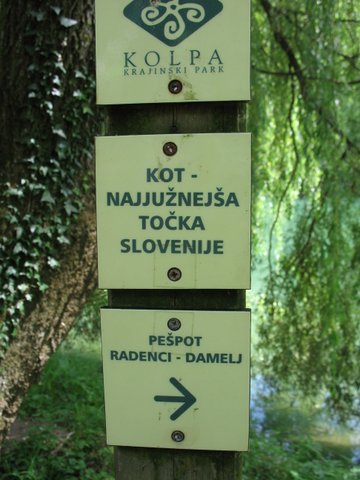 KOLPA
KRAJINSKI PARK
KOT -
NAJJUŽNEJŠA
TOČKA
SLOVENIJE
PEŠPOT
RADENCI - DAMELJ